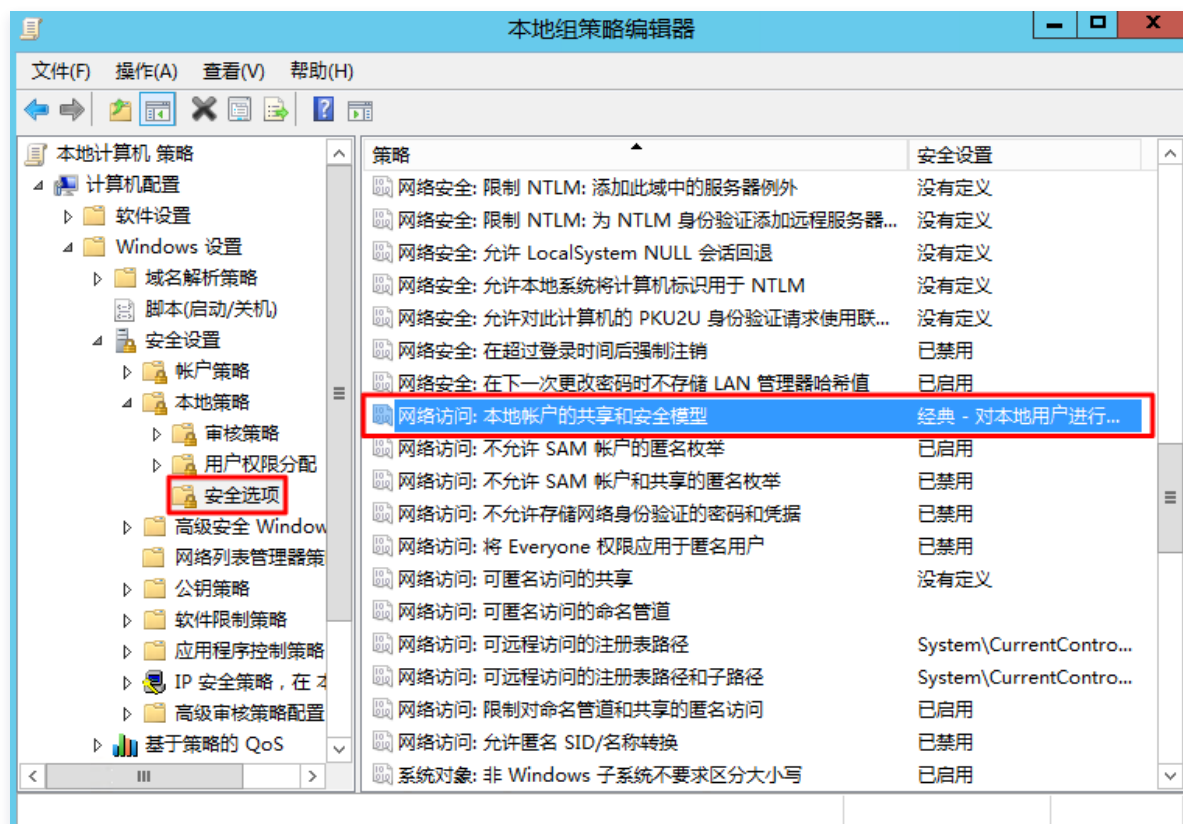 本地组策略编辑器
文件(F) 操作(A) 查看(V) 帮助(H)
本地计算机 策略
计算机配置
软件设置
Windows 设置
域名解析策略
脚本(启动/关机)
安全设置
帐户策略
本地策略
审核策略
用户权限分配
安全选项
高级安全 Window
网络列表管理器策
公钥策略
软件限制策略
应用程序控制策略
IP 安全策略，在 本
高级审核策略配置
基于策略的 QoS
策略 安全设置
网络安全: 限制 NTLM: 添加此域中的服务器例外 没有定义
网络安全: 限制 NTLM: 为 NTLM 身份验证添加远程服务器... 没有定义
网络安全: 允许 LocalSystem NULL 会话回退 没有定义
网络安全: 允许本地系统将计算机标识用于 NTLM 没有定义
网络安全: 允许对此计算机的 PKU2U 身份验证请求使用联... 没有定义
网络安全: 在超过登录时间后强制注销 已禁用
网络安全: 在下一次更改密码时不存储 LAN 管理器哈希值 已启用
网络访问: 本地帐户的共享和安全模型 经典 - 对本地用户进行...
网络访问: 不允许 SAM 帐户的匿名枚举 已启用
网络访问: 不允许 SAM 帐户和共享的匿名枚举 已禁用
网络访问: 不允许存储网络身份验证的密码和凭据 已禁用
网络访问: 将 Everyone 权限应用于匿名用户 已禁用
网络访问: 可匿名访问的共享 没有定义
网络访问: 可匿名访问的命名管道
网络访问: 可远程访问的注册表路径 System\CurrentContro...
网络访问: 可远程访问的注册表路径和子路径 System\CurrentContro...
网络访问: 限制对命名管道和共享的匿名访问 已启用
网络访问: 允许匿名 SID/名称转换 已禁用
系统对象: 非 Windows 子系统不要求区分大小写 已启用